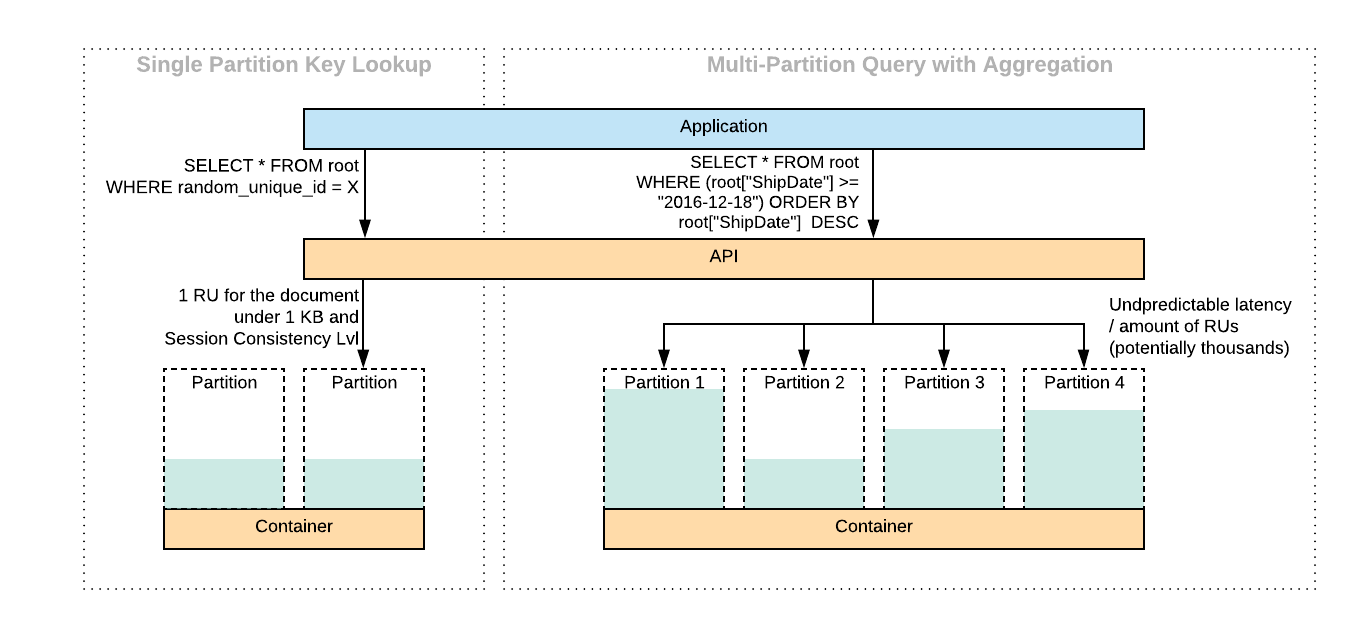 Single Partition Key Lookup
Multi-Partition Query with Aggregation
Application
SELECT * FROM root
WHERE random_unique_id = X
SELECT * FROM root
WHERE (root["ShipDate"] >=
"2016-12-18") ORDER BY
root["ShipDate"]  DESC
API
1 RU for the document
under 1 KB and
Session Consistency Lvl
Undpredictable latency
/ amount of RUs
(potentially thousands)
Partition
Partition
Partition 1
Partition 2
Partition 3
Partition 4
Container
Container